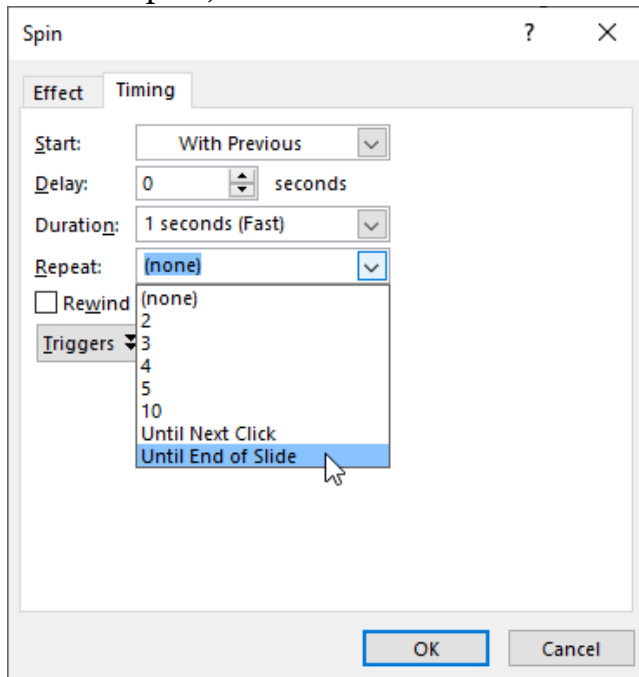 Spin ? ×
Effect Timing
Start: With Previous
Delay: 0 seconds
Duration: 1 seconds (Fast)
Repeat: (none)
Rewind (none)
2
Triggers 3
4
5
10
Until Next Click
Until End of Slide
OK Cancel